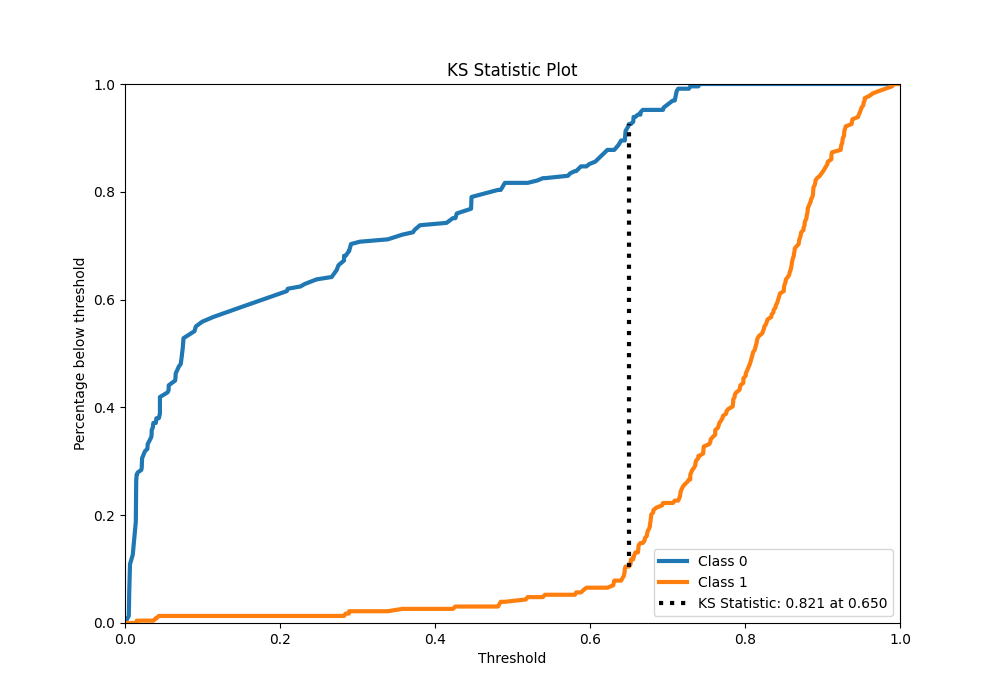 KS Statistic Plot
1.0
0.8
0.6
0.4
0.2
0.0
Percentage below threshold
0.0 0.2 0.4 0.6 0.8 1.0
Threshold
Class 0
Class 1
KS Statistic: 0.821 at 0.650